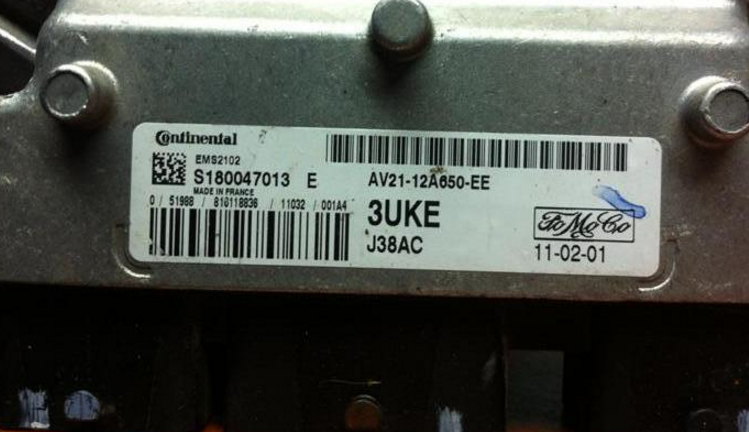 Continental
EMS2102
S180047013 E
MADE IN FRANCE
0 / 51988 / 810118836 / 11032 / 001A4
AV21-12A650-EE
3UKE
J38AC
FoMoCo
11-02-01